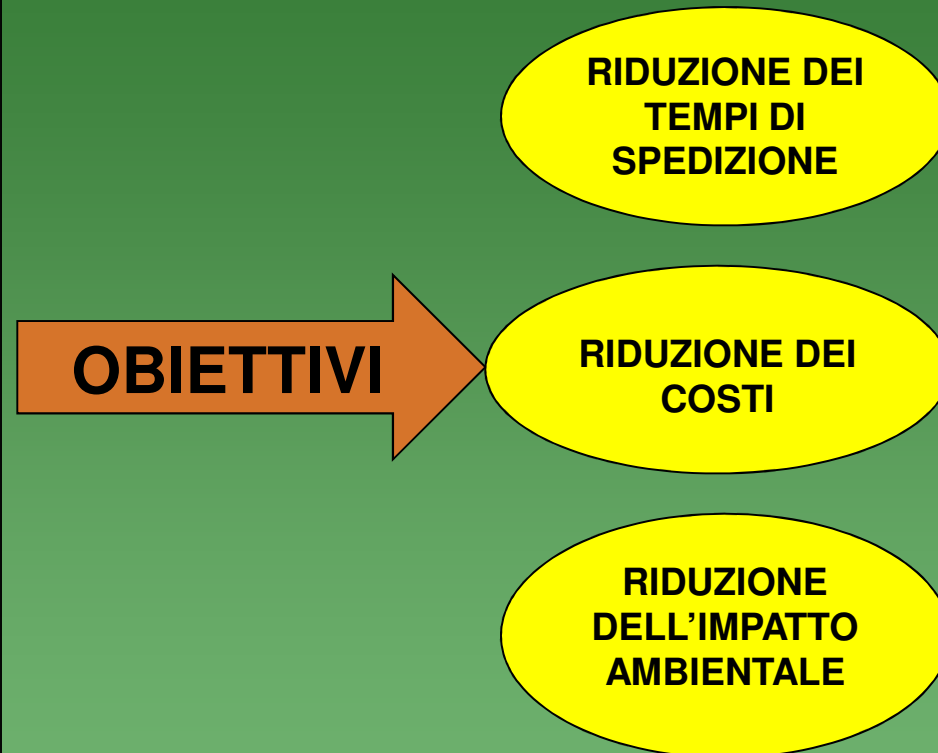 RIDUZIONE DEI
TEMPI DI
SPEDIZIONE
OBIETTIVI
RIDUZIONE DEI
COSTI
RIDUZIONE
DELL’IMPATTO
AMBIENTALE